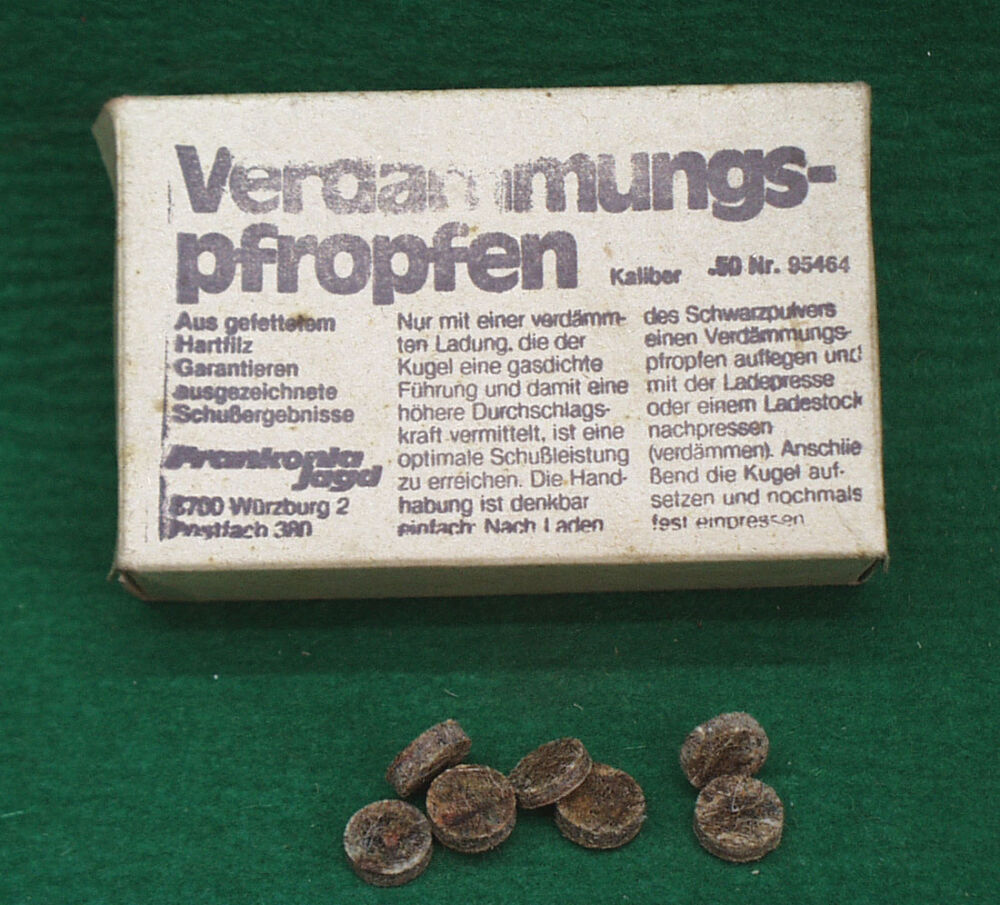 Verdämmungs-
pfropfen
Kaliber .50 Nr. 95464
Aus gefettetem
Hartfilz
Garantieren
ausgezeichnete
Schußergebnisse
Frankonia
Jagd
8700 Würzburg 2
Postfach 380
Nur mit einer verdämm-
ten Ladung, die der
Kugel eine gasdichte
Führung und damit eine
höhere Durchschlags-
kraft vermittelt, ist eine
optimale Schußleistung
zu erreichen. Die Hand-
habung ist denkbar
einfach: Nach Laden
des Schwarzpulvers
einen Verdämmungs-
pfropfen auflegen und
mit der Ladepresse
oder einem Ladestock
nachpressen
(verdämmen). Anschlie
ßend die Kugel auf-
setzen und nochmals
fest einpressen